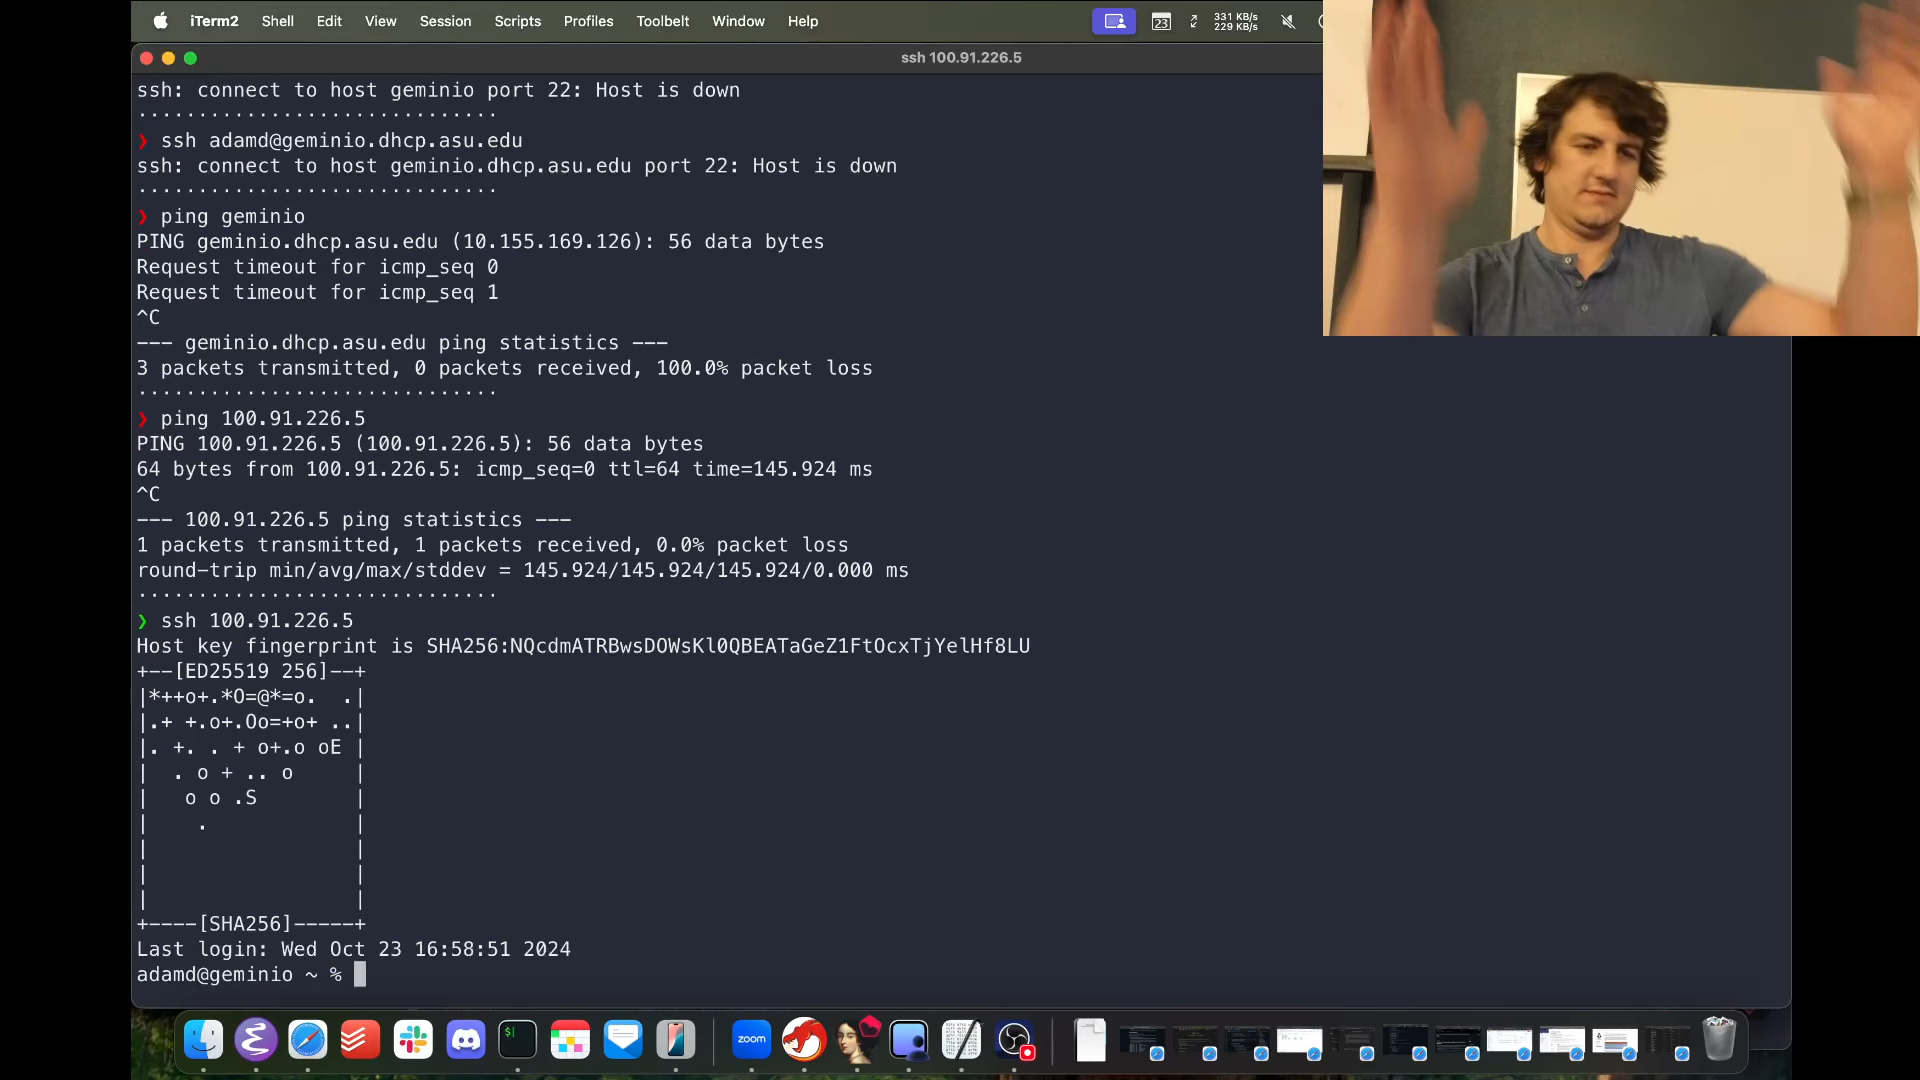 iTerm2 Shell Edit View Session Scripts Profiles Toolbelt Window Help 23 331 KB/s 229 KB/s
ssh 100.91.226.5
ssh: connect to host geminio port 22: Host is down
..............................
❯ ssh adamd@geminio.dhcp.asu.edu
ssh: connect to host geminio.dhcp.asu.edu port 22: Host is down
..............................
❯ ping geminio
PING geminio.dhcp.asu.edu (10.155.169.126): 56 data bytes
Request timeout for icmp_seq 0
Request timeout for icmp_seq 1
^C
--- geminio.dhcp.asu.edu ping statistics ---
3 packets transmitted, 0 packets received, 100.0% packet loss
..............................
❯ ping 100.91.226.5
PING 100.91.226.5 (100.91.226.5): 56 data bytes
64 bytes from 100.91.226.5: icmp_seq=0 ttl=64 time=145.924 ms
^C
--- 100.91.226.5 ping statistics ---
1 packets transmitted, 1 packets received, 0.0% packet loss
round-trip min/avg/max/stddev = 145.924/145.924/145.924/0.000 ms
..............................
❯ ssh 100.91.226.5
Host key fingerprint is SHA256:NQcdmATRBwsDOWsKl0QBEATaGeZ1FtOcxTjYelHf8LU
+--[ED25519 256]--+
|*++o+.*O=@*=o.  .|
|.+ +.o+.Oo=+o+ ..|
|. +. . + o+.o oE |
|  . o + .. o     |
|   o o .S        |
|    .            |
|                 |
|                 |
|                 |
+----[SHA256]-----+
Last login: Wed Oct 23 16:58:51 2024
adamd@geminio ~ %
zoom